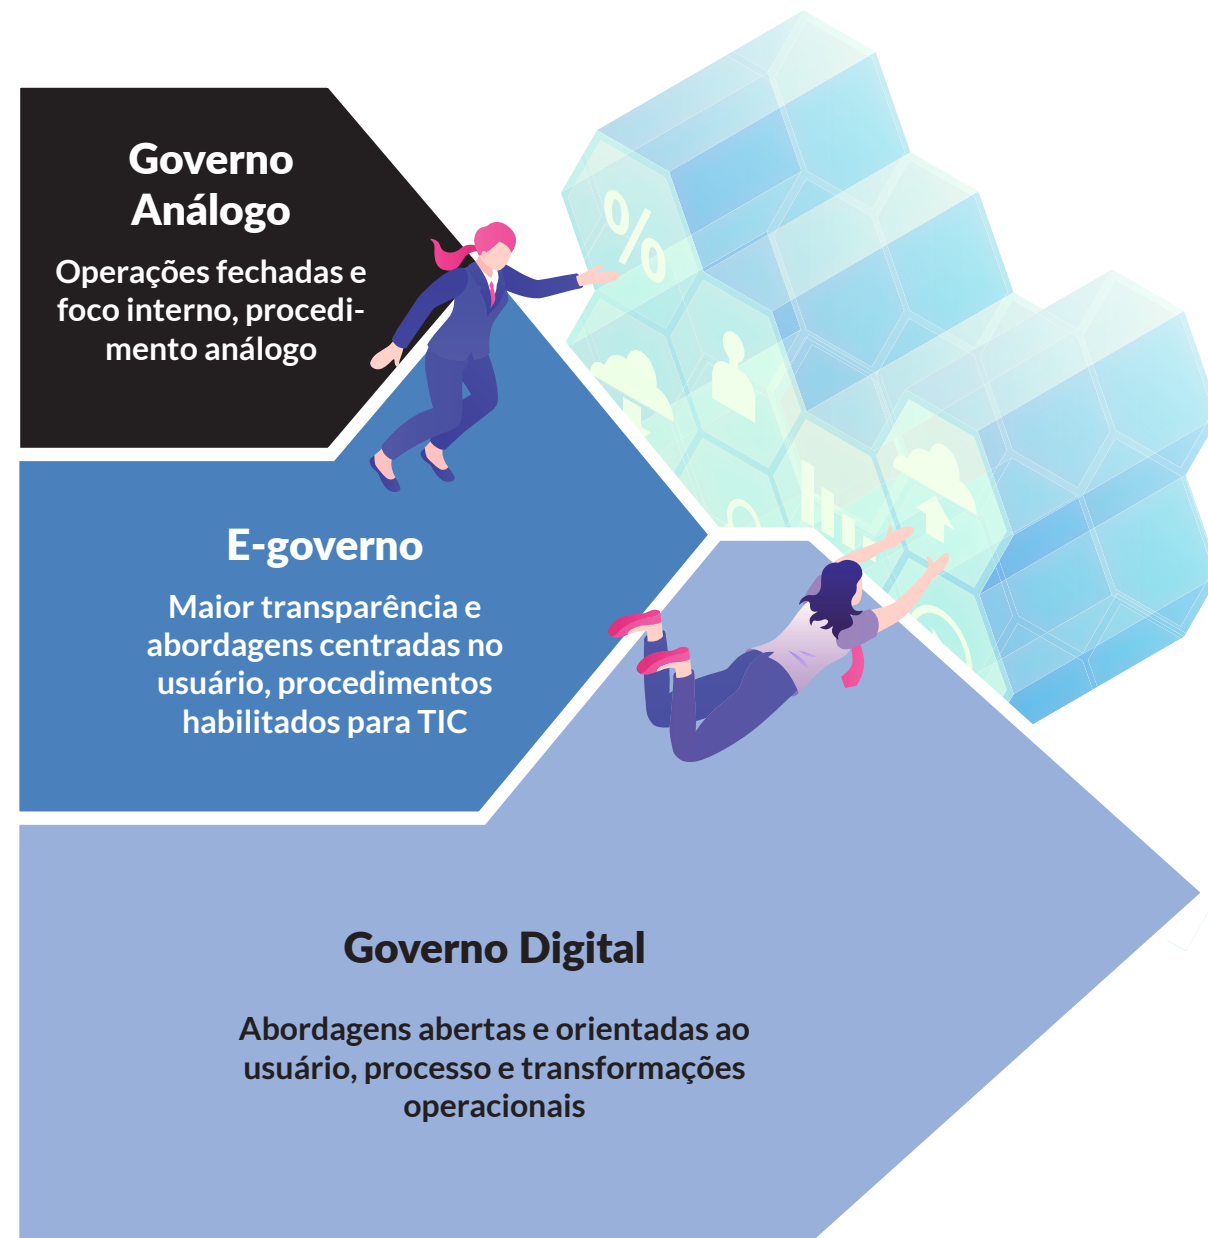 Governo
Análogo
Operações fechadas e
foco interno, procedi-
mento análogo
%
E-governo
Maior transparência e
abordagens centradas no
usuário, procedimentos
habilitados para TIC
Governo Digital
Abordagens abertas e orientadas ao
usuário, processo e transformações
operacionais